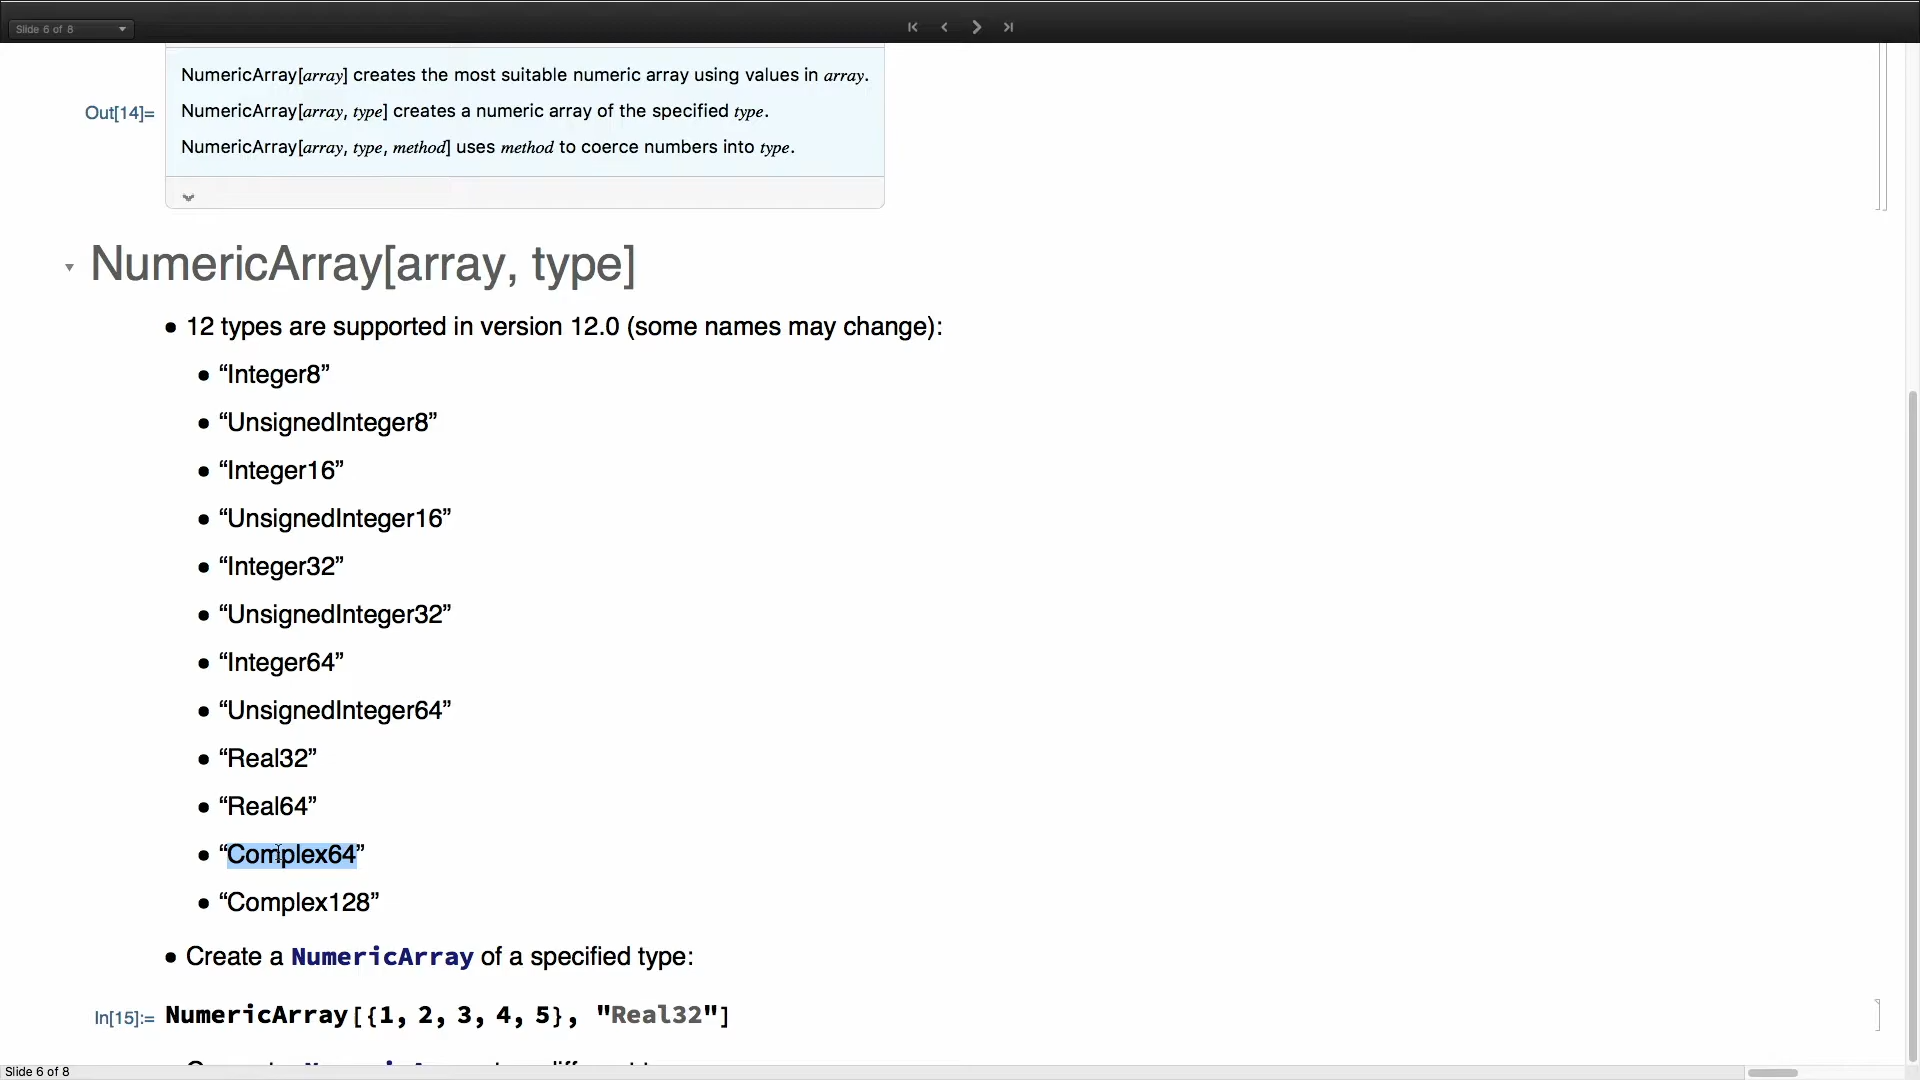 Slide 6 of 8
NumericArray[array] creates the most suitable numeric array using values in array.
Out[14]=
NumericArray[array, type] creates a numeric array of the specified type.
NumericArray[array, type, method] uses method to coerce numbers into type.
NumericArray[array, type]
• 12 types are supported in version 12.0 (some names may change):
• “Integer8”
• “UnsignedInteger8”
• “Integer16”
• “UnsignedInteger16”
• “Integer32”
• “UnsignedInteger32”
• “Integer64”
• “UnsignedInteger64”
• “Real32”
• “Real64”
• “Complex64”
• “Complex128”
• Create a NumericArray of a specified type:
In[15]:= NumericArray[{1, 2, 3, 4, 5}, "Real32"]
Slide 6 of 8